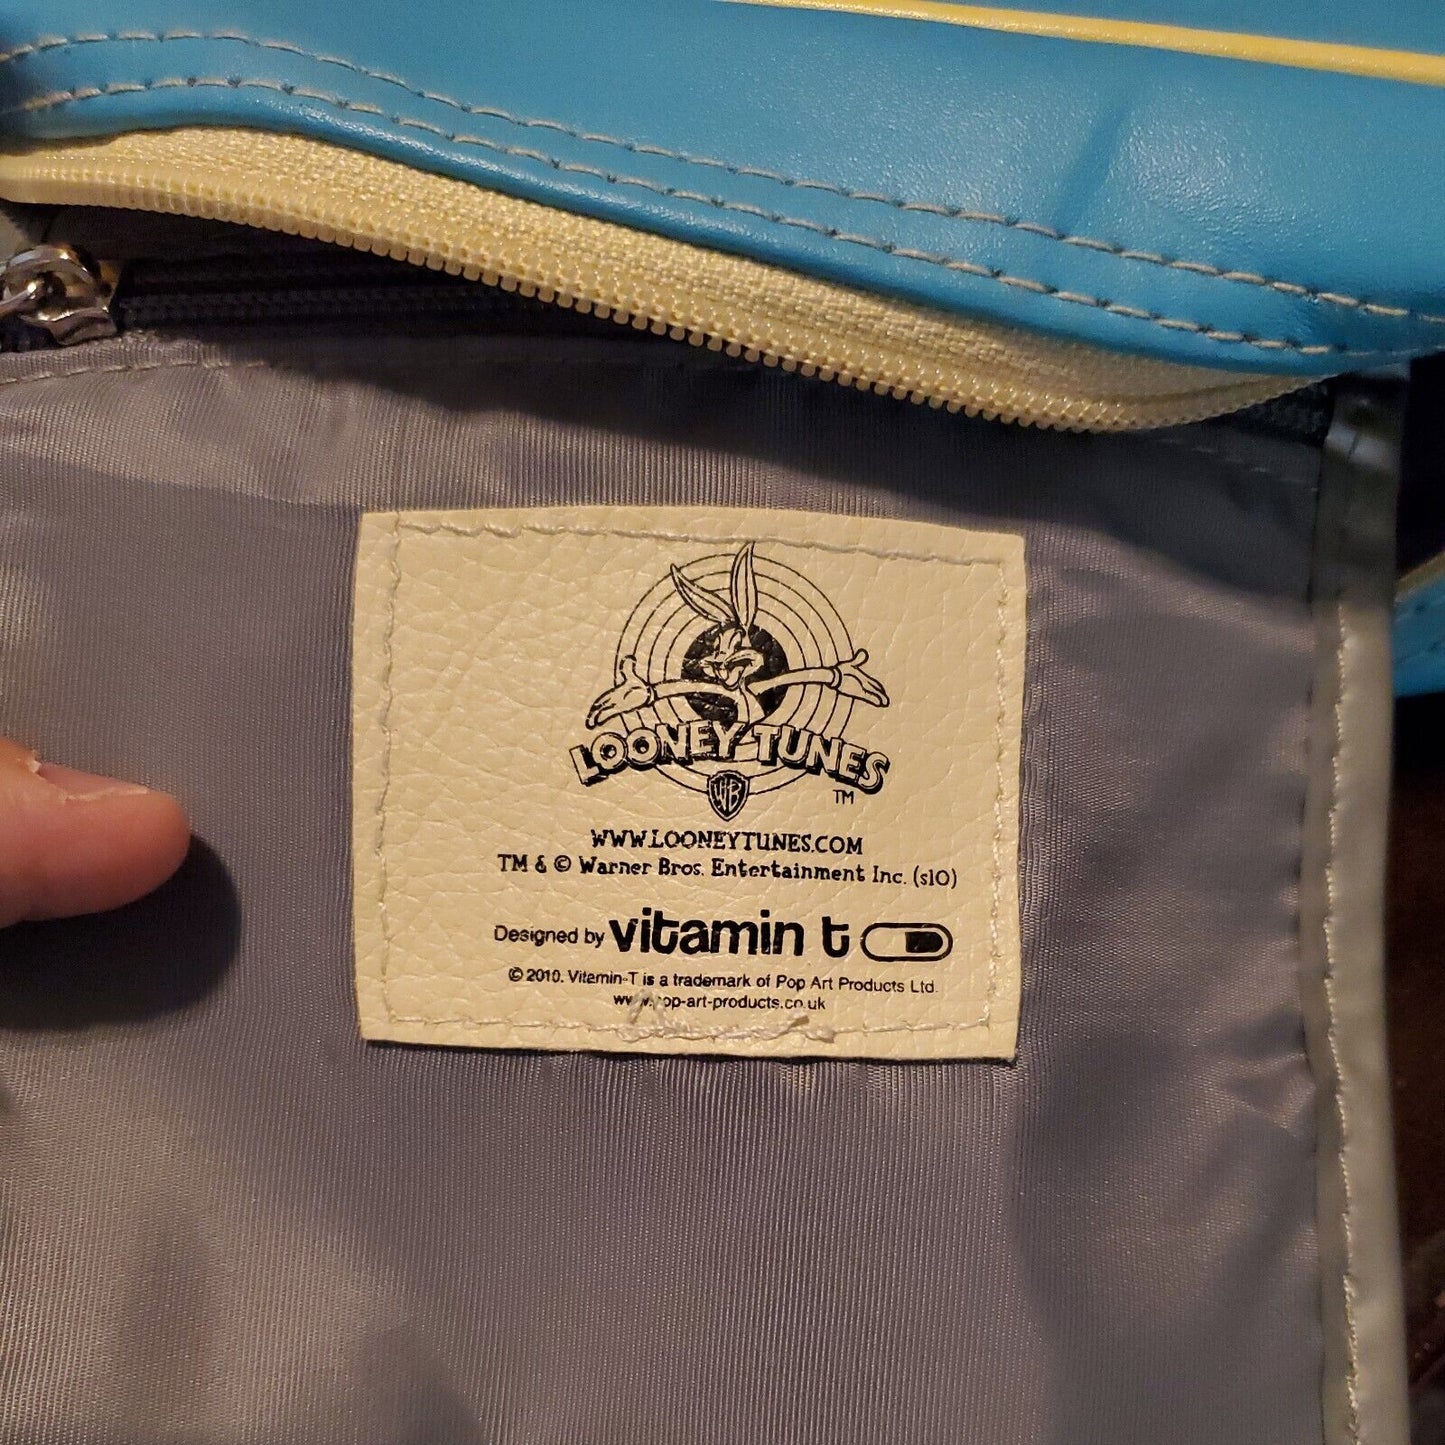 LOONEY TUNES
WB
TM
WWW.LOONEYTUNES.COM
TM & © Warner Bros. Entertainment Inc. (s10)
Designed by vitamin t
© 2010. Vitamin-T is a trademark of Pop Art Products Ltd.
www.pop-art-products.co.uk